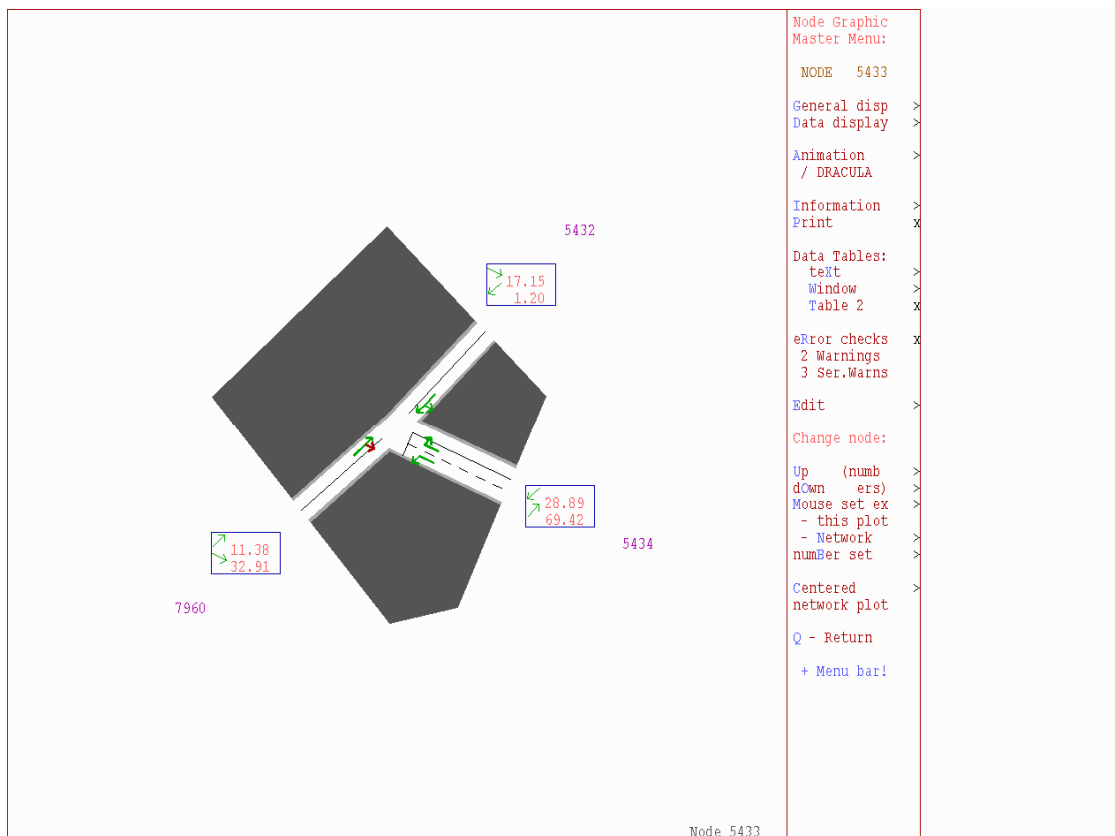 5432
17.15
1.20
28.89
69.42
5434
11.38
32.91
7960
Node 5433
Node Graphic
Master Menu:
NODE 5433
General disp >
Data display >
Animation >
/ DRACULA
Information >
Print x
Data Tables:
teXt >
Window >
Table 2 x
eRror checks x
2 Warnings
3 Ser.Warns
Edit >
Change node:
Up (numb >
dOwn ers) >
Mouse set ex >
- this plot
- Network >
numBer set >
Centered >
network plot
Q - Return
+ Menu bar!